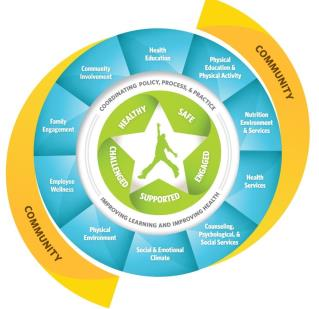 COMMUNITY
Health
Education
Physical
Education &
Physical Activity
Nutrition
Environment
& Services
Health
Services
Counseling,
Psychological, &
Social Services
Social & Emotional
Climate
Physical
Environment
Employee
Wellness
Family
Engagement
Community
Involvement
COORDINATING POLICY, PROCESS, & PRACTICE
IMPROVING LEARNING AND IMPROVING HEALTH
HEALTHY
SAFE
ENGAGED
SUPPORTED
CHALLENGED
COMMUNITY